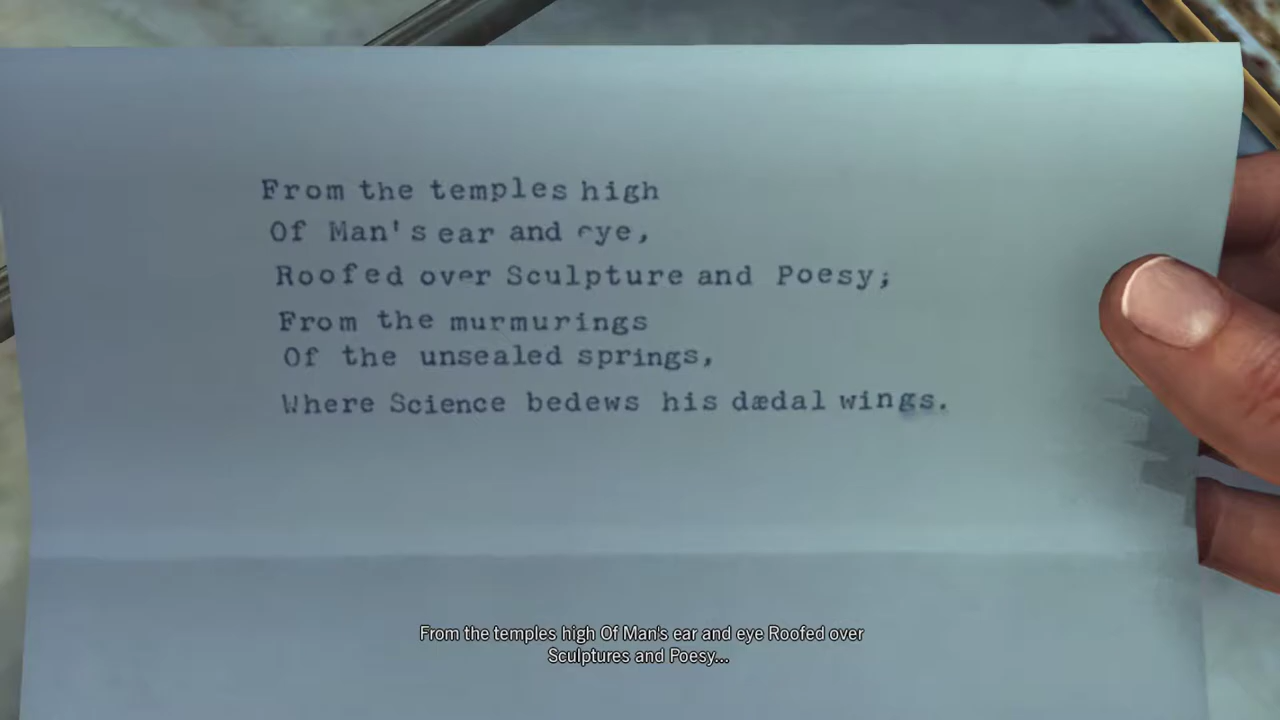 From the temples high
Of Man's ear and eye,
Roofed over Sculpture and Poesy;
From the murmurings
Of the unsealed springs,
Where Science bedews his dædal wings.
From the temples high Of Man's ear and eye Roofed over
Sculptures and Poesy...